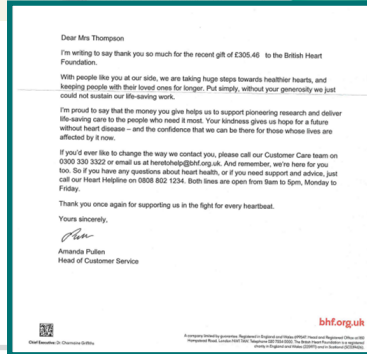 Dear Mrs Thompson
I'm writing to say thank you so much for the recent gift of £305.46 to the British Heart
Foundation.
With people like you at our side, we are taking huge steps towards healthier hearts, and
keeping people with their loved ones for longer. Put simply, without your generosity we just
could not sustain our life-saving work.
I'm proud to say that the money you give helps us to support pioneering research and deliver
life-saving care to the people who need it most. Your kindness gives us hope for a future
without heart disease – and the confidence that we can be there for those whose lives are
affected by it now.
If you'd ever like to change the way we contact you, please call our Customer Care team on
0300 330 3322 or email us at heretohelp@bhf.org.uk. And remember, we're here for you
too. So if you have any questions about heart health, or if you need support and advice, just
call our Heart Helpline on 0808 802 1234. Both lines are open from 9am to 5pm, Monday to
Friday.
Thank you once again for supporting us in the fight for every heartbeat.
Yours sincerely,
Amanda Pullen
Head of Customer Service
bhf.org.uk
Chief Executive: Dr Charmaine Griffiths